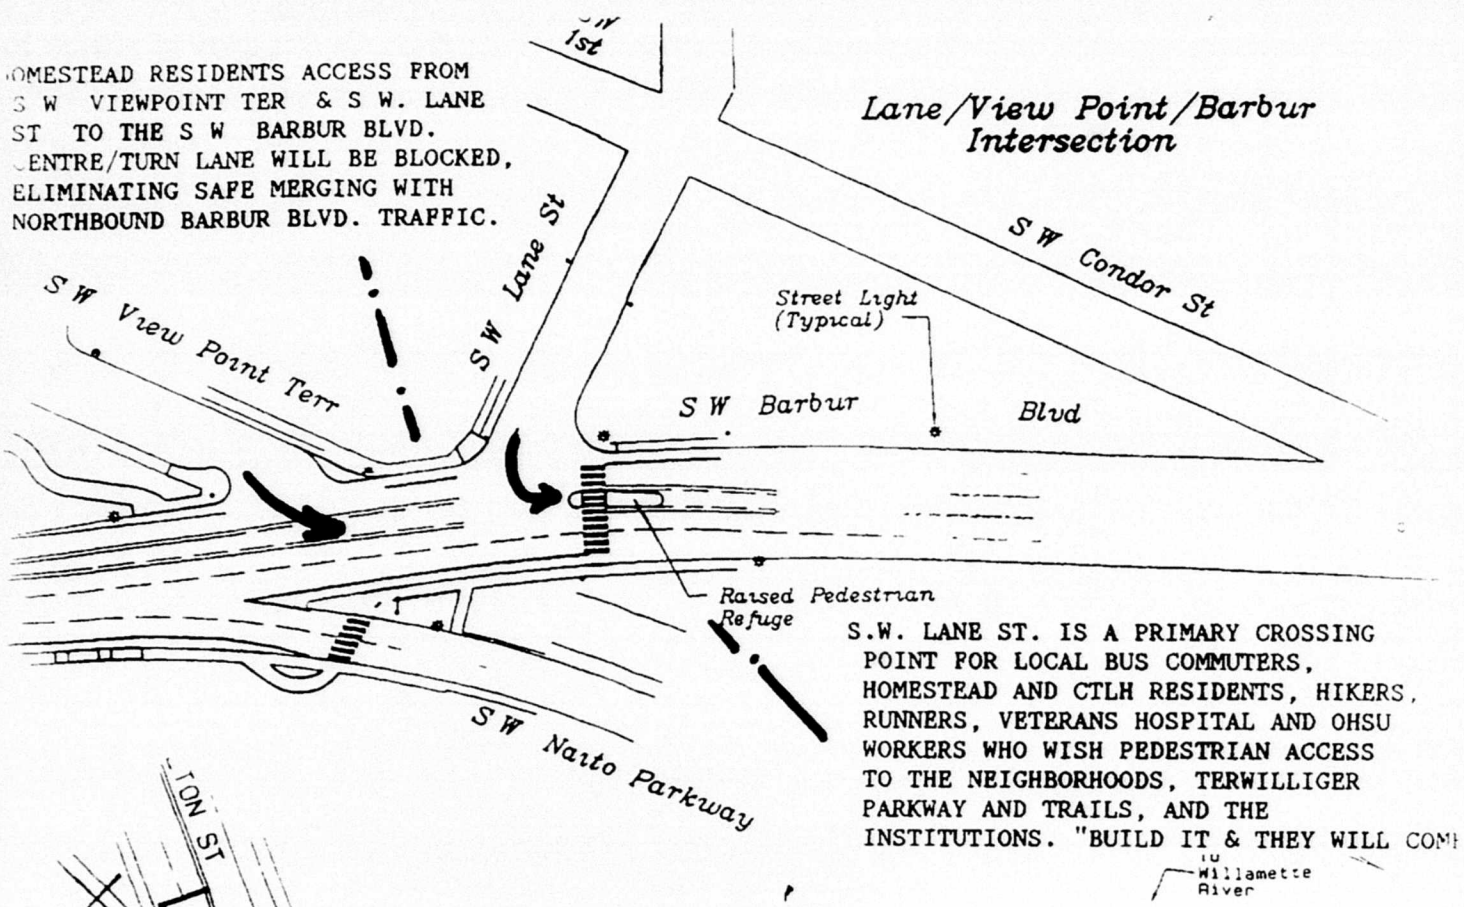 1st
OMESTEAD RESIDENTS ACCESS FROM
S W VIEWPOINT TER & S W. LANE
ST TO THE S W BARBUR BLVD.
ENTRE/TURN LANE WILL BE BLOCKED,
ELIMINATING SAFE MERGING WITH
NORTHBOUND BARBUR BLVD. TRAFFIC.
Lane/View Point/Barbur
Intersection
S W Condor St
S W Lane St
S W View Point Terr
Street Light
(Typical)
S W Barbur Blvd
Raised Pedestrian
Refuge
S.W. LANE ST. IS A PRIMARY CROSSING
POINT FOR LOCAL BUS COMMUTERS,
HOMESTEAD AND CTLH RESIDENTS, HIKERS,
RUNNERS, VETERANS HOSPITAL AND OHSU
WORKERS WHO WISH PEDESTRIAN ACCESS
TO THE NEIGHBORHOODS, TERWILLIGER
PARKWAY AND TRAILS, AND THE
INSTITUTIONS. "BUILD IT & THEY WILL COM
S W Naito Parkway
TON ST
Willamette
River